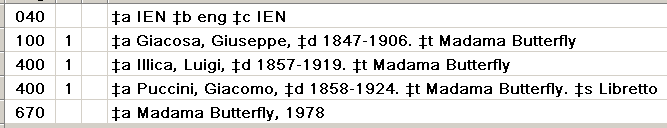 040 ‡a IEN ‡b eng ‡c IEN
100 1 ‡a Giacosa, Giuseppe, ‡d 1847-1906. ‡t Madama Butterfly
400 1 ‡a Illica, Luigi, ‡d 1857-1919. ‡t Madama Butterfly
400 1 ‡a Puccini, Giacomo, ‡d 1858-1924. ‡t Madama Butterfly. ‡s Libretto
670 ‡a Madama Butterfly, 1978